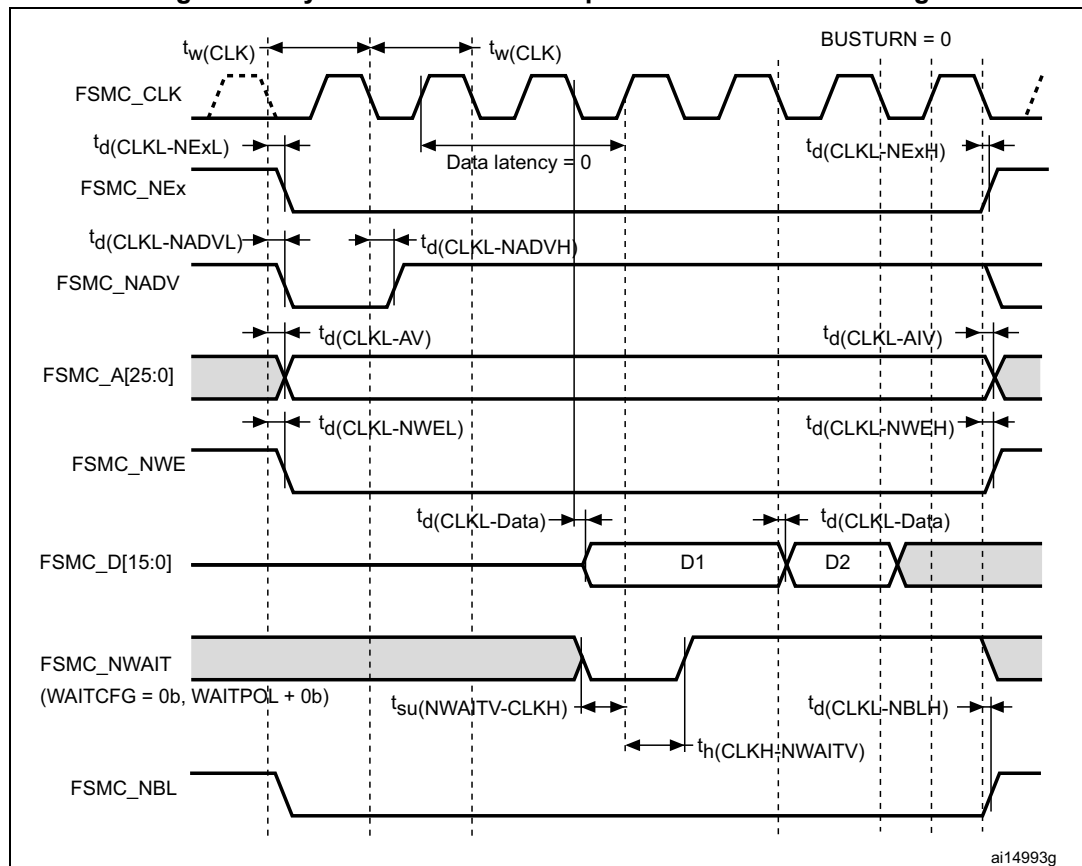 tw(CLK) tw(CLK) BUSTURN = 0
FSMC_CLK
td(CLKL-NExL) Data latency = 0 td(CLKL-NExH)
FSMC_NEx
td(CLKL-NADVL) td(CLKL-NADVH)
FSMC_NADV
td(CLKL-AV) td(CLKL-AIV)
FSMC_A[25:0]
td(CLKL-NWEL) td(CLKL-NWEH)
FSMC_NWE
td(CLKL-Data) td(CLKL-Data)
FSMC_D[15:0] D1 D2
FSMC_NWAIT
(WAITCFG = 0b, WAITPOL + 0b)
tsu(NWAITV-CLKH) td(CLKL-NBLH)
th(CLKH-NWAITV)
FSMC_NBL
ai14993g